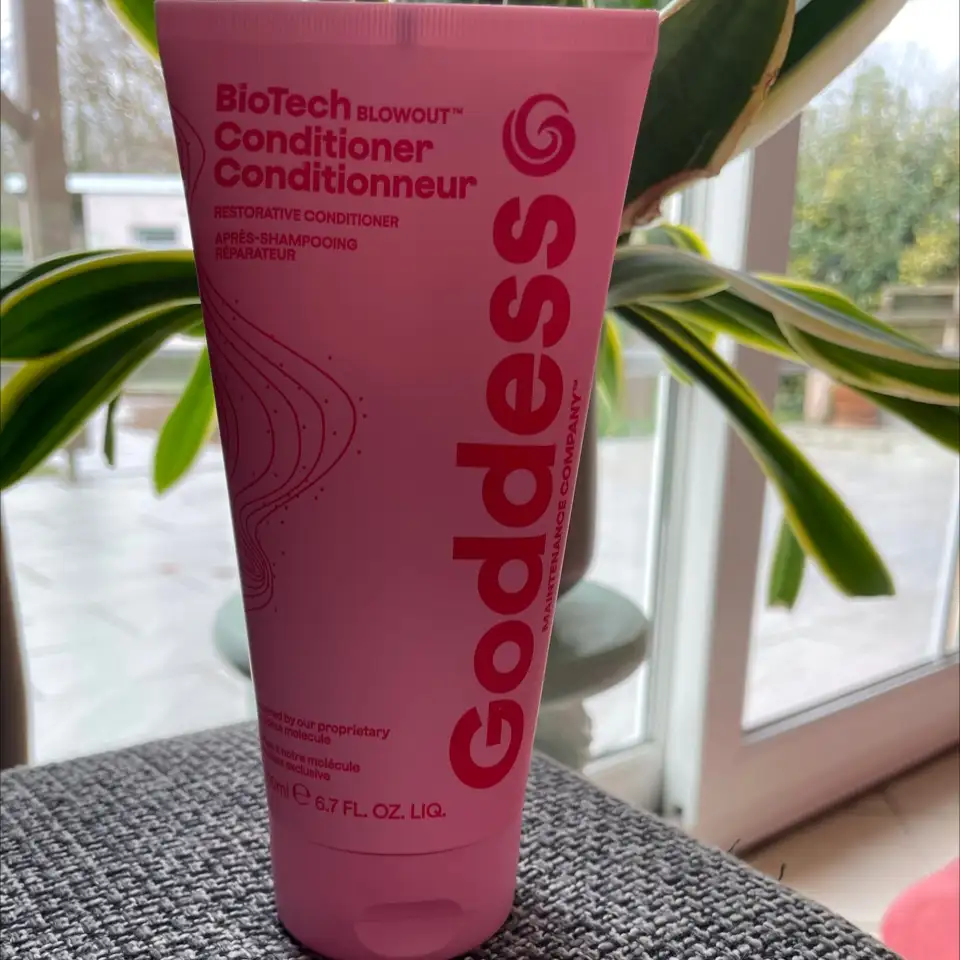 BioTech BLOWOUT™
Conditioner
Conditionneur
RESTORATIVE CONDITIONER
APRÈS-SHAMPOOING
RÉPARATEUR
Goddess
MAINTENANCE COMPANY™
by our proprietary
molecule
notre molécule
exclusive
ml ℮ 6.7 FL. OZ. LIQ.